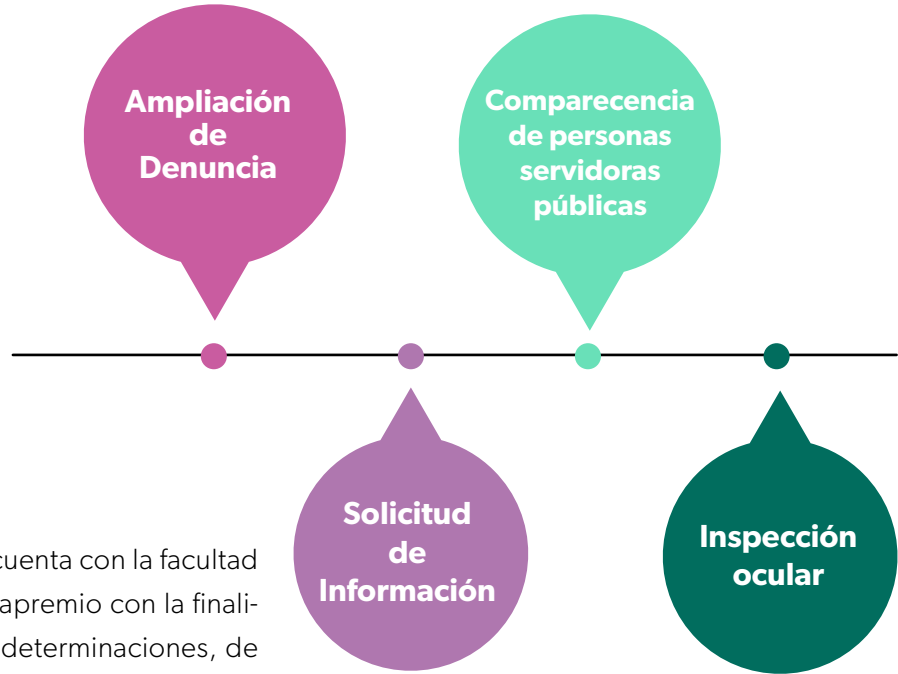 Ampliación
de
Denuncia
Comparecencia
de personas
servidoras
públicas
Solicitud
de
Información
Inspección
ocular
cuenta con la facultad
apremio con la finali-
determinaciones, de